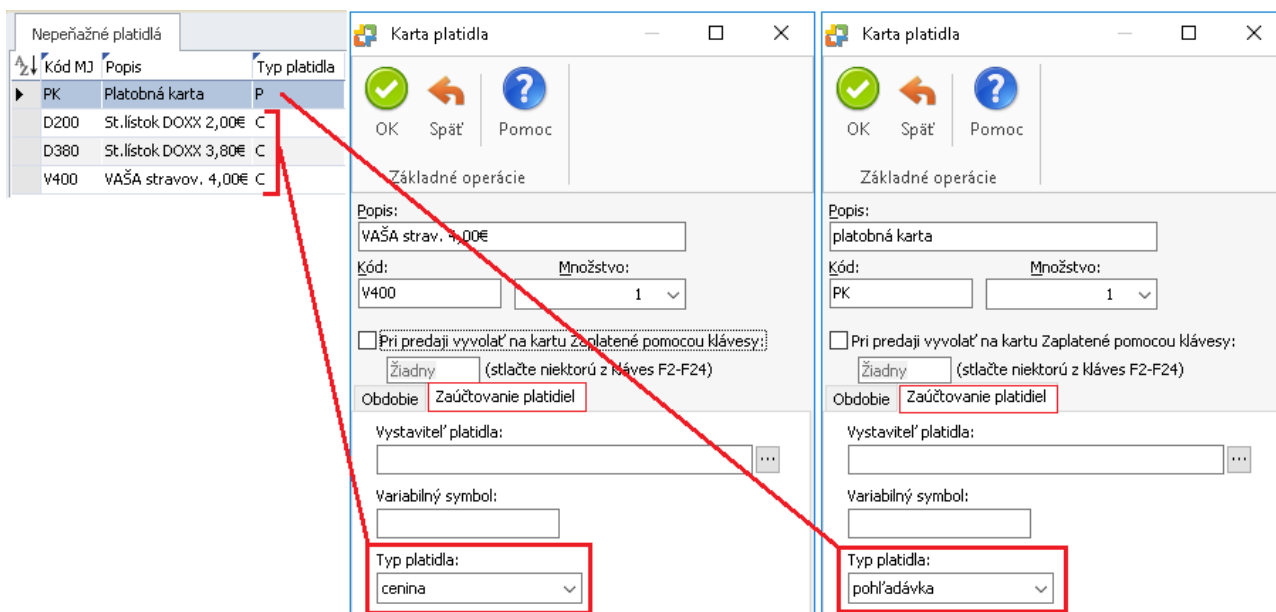 Nepeňažné platidlá
Kód MJ Popis Typ platidla
PK Platobná karta P
D200 St.lístok DOXX 2,00€ C
D380 St.lístok DOXX 3,80€ C
V400 VAŠA stravov. 4,00€ C
Karta platidla
OK Späť Pomoc
Základné operácie
Popis:
VAŠA strav. 4,00€
Kód: Množstvo:
V400 1
Pri predaji vyvolať na kartu Zaplatené pomocou klávesy:
Žiadny (stlačte niektorú z kláves F2-F24)
Obdobie Zaúčtovanie platidiel
Vystaviteľ platidla:
...
Variabilný symbol:
Typ platidla:
cenina
Karta platidla
OK Späť Pomoc
Základné operácie
Popis:
platobná karta
Kód: Množstvo:
PK 1
Pri predaji vyvolať na kartu Zaplatené pomocou klávesy:
Žiadny (stlačte niektorú z kláves F2-F24)
Obdobie Zaúčtovanie platidiel
Vystaviteľ platidla:
...
Variabilný symbol:
Typ platidla:
pohľadávka